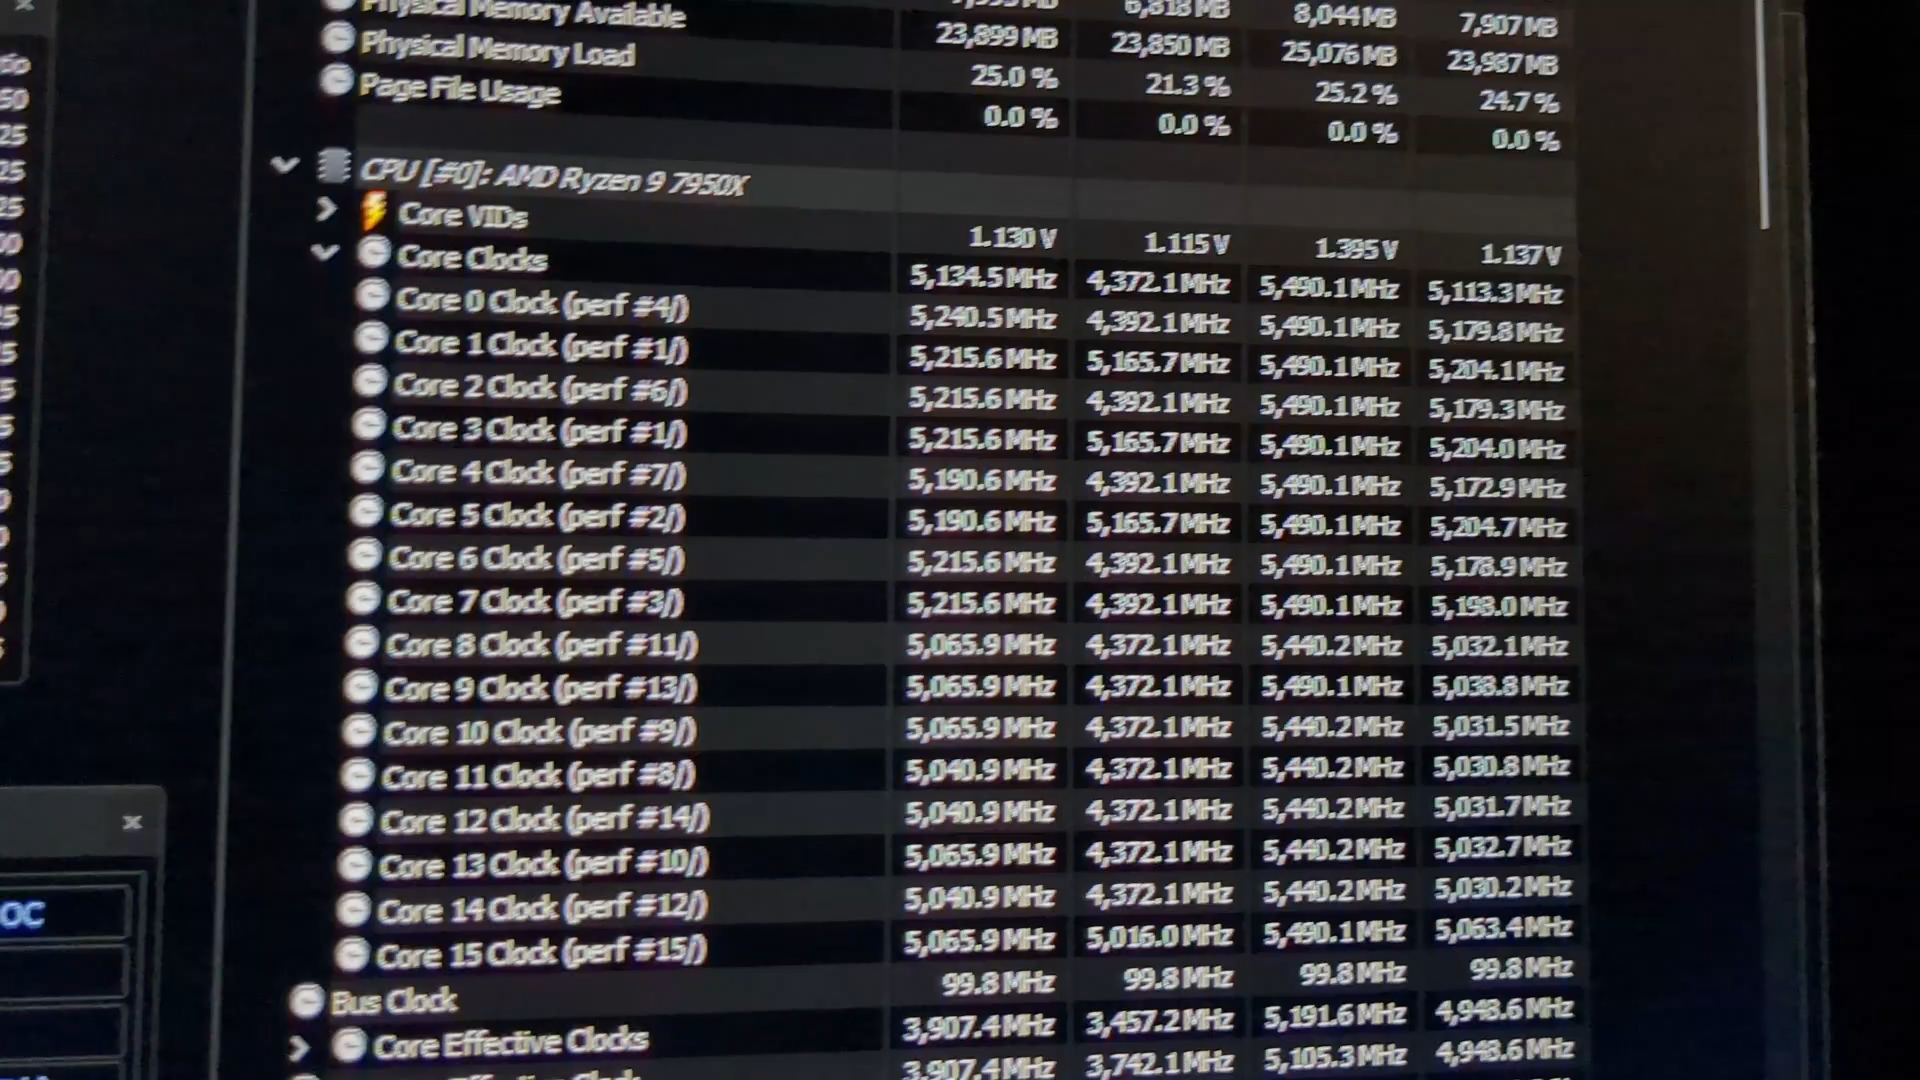 6,818 MB 8,044 MB 7,907 MB
Physical Memory Available 23,899 MB 23,850 MB 25,076 MB 23,987 MB
Physical Memory Load 25.0 % 21.3 % 25.2 % 24.7 %
Page File Usage 0.0 % 0.0 % 0.0 % 0.0 %
CPU [#0]: AMD Ryzen 9 7950X
Core VIDs 1.130 V 1.115 V 1.395 V 1.137 V
Core Clocks 5,134.5 MHz 4,372.1 MHz 5,490.1 MHz 5,113.3 MHz
Core 0 Clock (perf #4/) 5,240.5 MHz 4,392.1 MHz 5,490.1 MHz 5,179.8 MHz
Core 1 Clock (perf #1/) 5,215.6 MHz 5,165.7 MHz 5,490.1 MHz 5,204.1 MHz
Core 2 Clock (perf #6/) 5,215.6 MHz 4,392.1 MHz 5,490.1 MHz 5,179.3 MHz
Core 3 Clock (perf #1/) 5,215.6 MHz 5,165.7 MHz 5,490.1 MHz 5,204.0 MHz
Core 4 Clock (perf #7/) 5,190.6 MHz 4,392.1 MHz 5,490.1 MHz 5,172.9 MHz
Core 5 Clock (perf #2/) 5,190.6 MHz 5,165.7 MHz 5,490.1 MHz 5,204.7 MHz
Core 6 Clock (perf #5/) 5,215.6 MHz 4,392.1 MHz 5,490.1 MHz 5,178.9 MHz
Core 7 Clock (perf #3/) 5,215.6 MHz 4,392.1 MHz 5,490.1 MHz 5,198.0 MHz
Core 8 Clock (perf #11/) 5,065.9 MHz 4,372.1 MHz 5,440.2 MHz 5,032.1 MHz
Core 9 Clock (perf #13/) 5,065.9 MHz 4,372.1 MHz 5,490.1 MHz 5,038.8 MHz
Core 10 Clock (perf #9/) 5,065.9 MHz 4,372.1 MHz 5,440.2 MHz 5,031.5 MHz
Core 11 Clock (perf #8/) 5,040.9 MHz 4,372.1 MHz 5,440.2 MHz 5,030.8 MHz
Core 12 Clock (perf #14/) 5,040.9 MHz 4,372.1 MHz 5,440.2 MHz 5,031.7 MHz
Core 13 Clock (perf #10/) 5,065.9 MHz 4,372.1 MHz 5,440.2 MHz 5,032.7 MHz
Core 14 Clock (perf #12/) 5,040.9 MHz 4,372.1 MHz 5,440.2 MHz 5,030.2 MHz
Core 15 Clock (perf #15/) 5,065.9 MHz 5,016.0 MHz 5,490.1 MHz 5,063.4 MHz
Bus Clock 99.8 MHz 99.8 MHz 99.8 MHz 99.8 MHz
Core Effective Clocks 3,907.4 MHz 3,457.2 MHz 5,191.6 MHz 4,948.6 MHz
3,907.4 MHz 3,742.1 MHz 5,105.3 MHz 4,948.6 MHz
OC